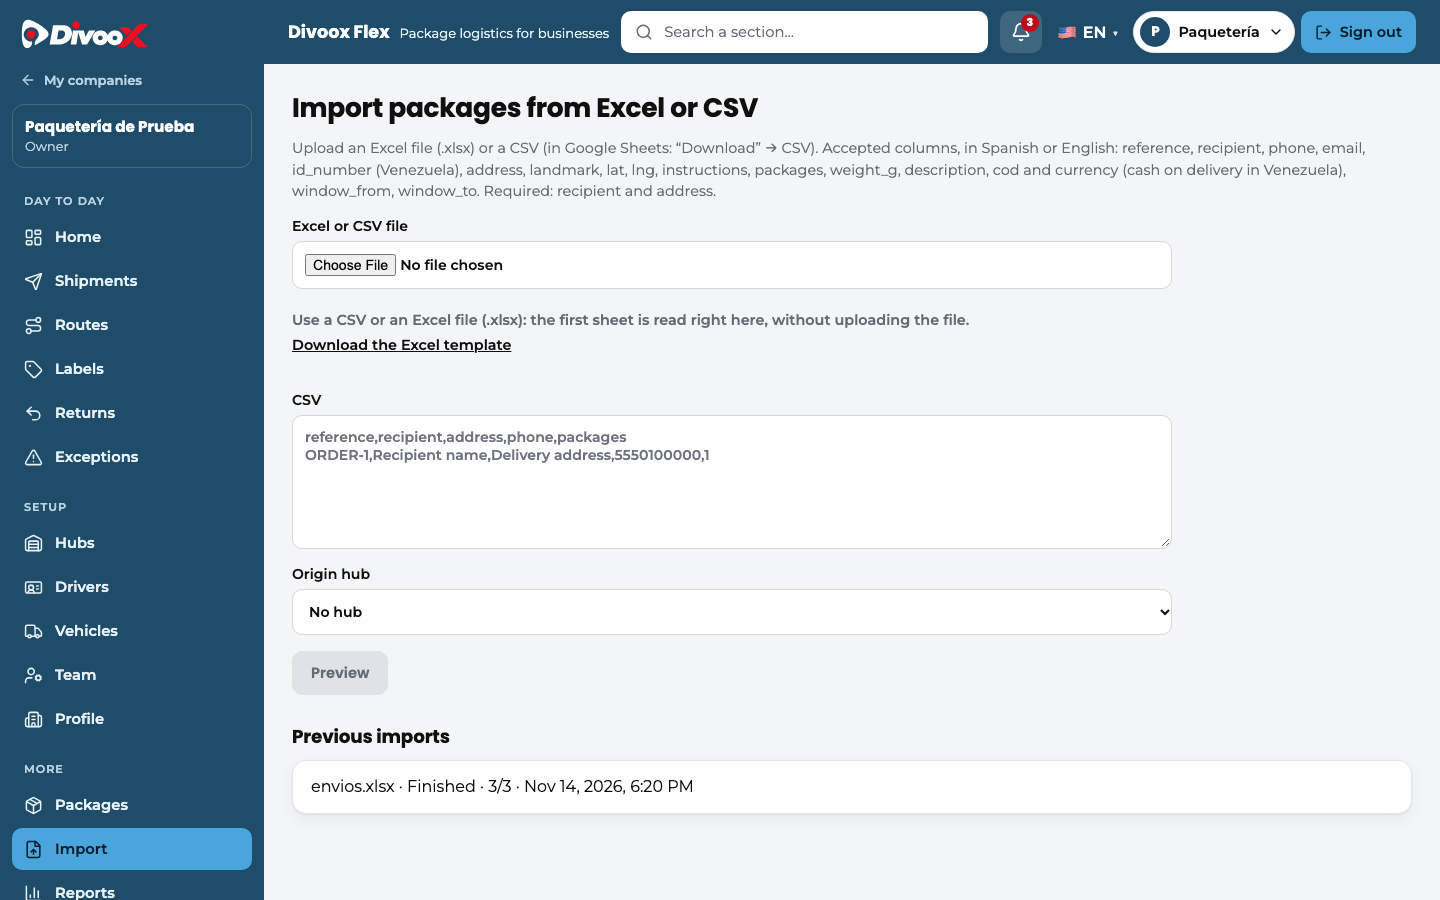 DivooX
Divoox Flex Package logistics for businesses
Search a section...
3
EN
P Paquetería
Sign out
My companies
Paquetería de Prueba
Owner
DAY TO DAY
Home
Shipments
Routes
Labels
Returns
Exceptions
SETUP
Hubs
Drivers
Vehicles
Team
Profile
MORE
Packages
Import
Reports
Import packages from Excel or CSV
Upload an Excel file (.xlsx) or a CSV (in Google Sheets: “Download” → CSV). Accepted columns, in Spanish or English: reference, recipient, phone, email,
id_number (Venezuela), address, landmark, lat, lng, instructions, packages, weight_g, description, cod and currency (cash on delivery in Venezuela),
window_from, window_to. Required: recipient and address.
Excel or CSV file
Choose File No file chosen
Use a CSV or an Excel file (.xlsx): the first sheet is read right here, without uploading the file.
Download the Excel template
CSV
reference,recipient,address,phone,packages
ORDER-1,Recipient name,Delivery address,5550100000,1
Origin hub
No hub
Preview
Previous imports
envios.xlsx · Finished · 3/3 · Nov 14, 2026, 6:20 PM